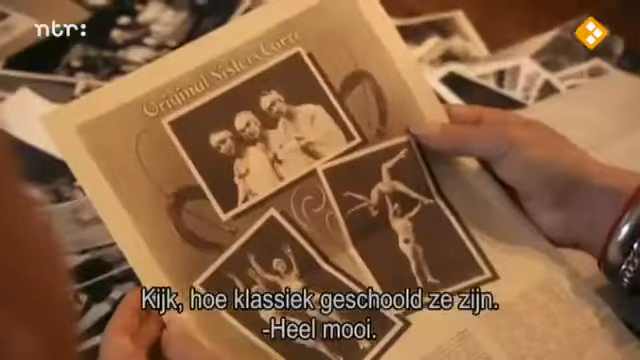 ntr:
Original Sisters Corre
Kijk, hoe klassiek geschoold ze zijn.
-Heel mooi.